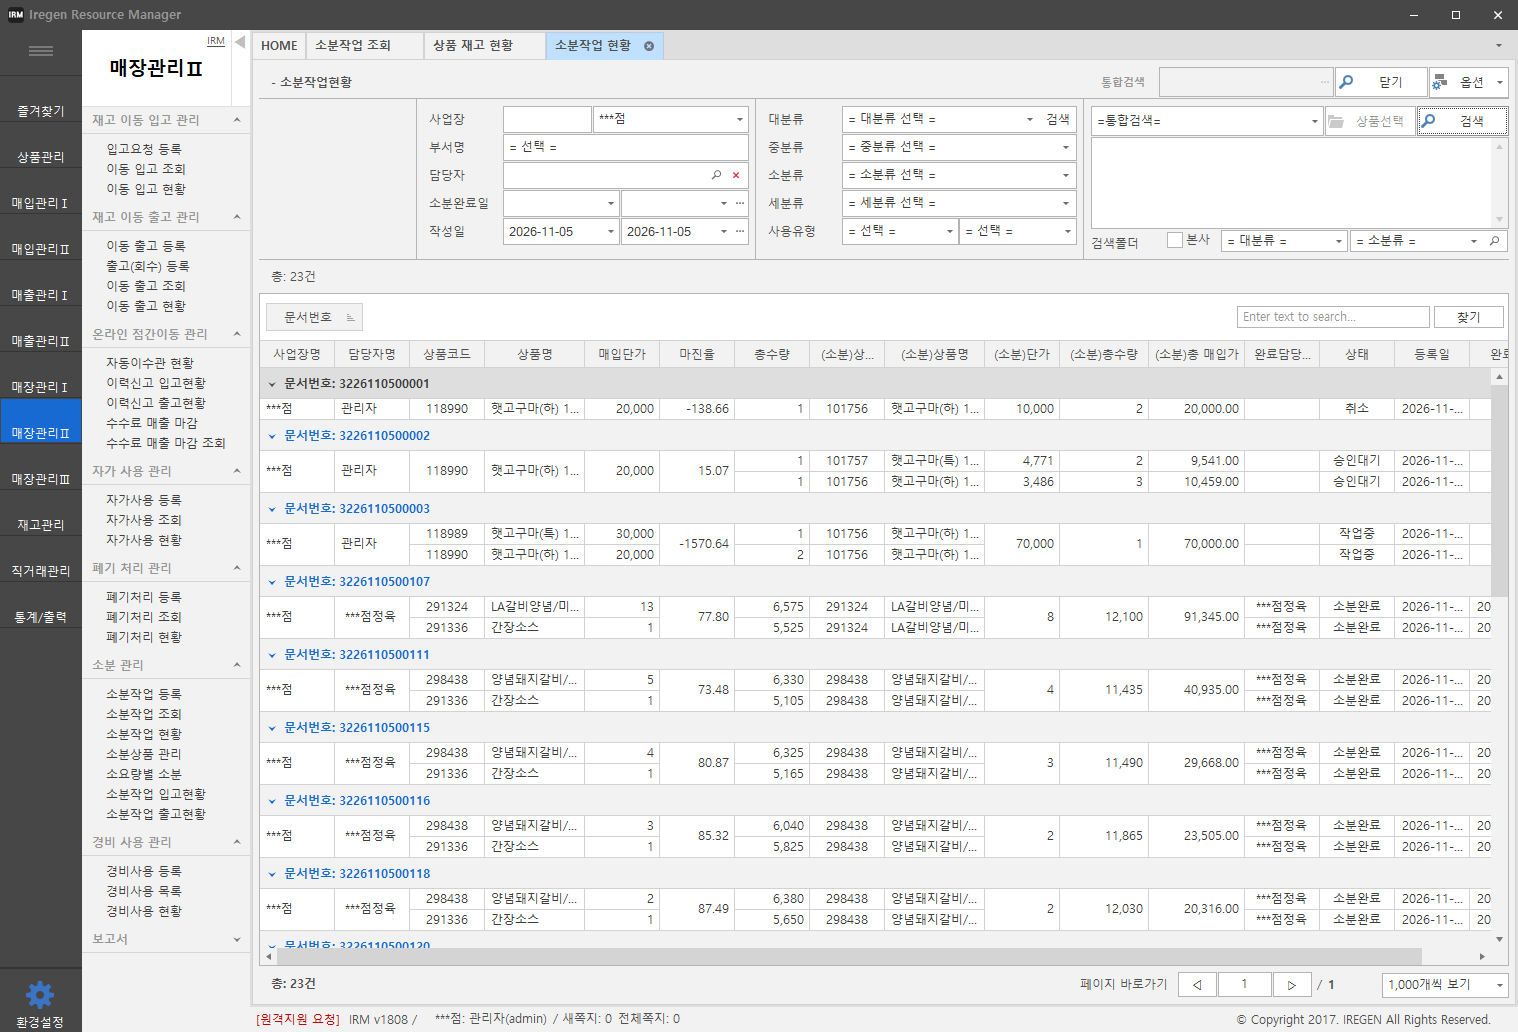 IRM Iregen Resource Manager
즐겨찾기
상품관리
매입관리 I
매입관리 II
매출관리 I
매출관리 II
매장관리 I
매장관리 II
매장관리 III
재고관리
직거래관리
통계/출력
환경설정
IRM
매장관리 II
재고 이동 입고 관리
입고요청 등록
이동 입고 조회
이동 입고 현황
재고 이동 출고 관리
이동 출고 등록
출고(회수) 등록
이동 출고 조회
이동 출고 현황
온라인 점간이동 관리
자동이수관 현황
이력신고 입고현황
이력신고 출고현황
수수료 매출 마감
수수료 매출 마감 조회
자가 사용 관리
자가사용 등록
자가사용 조회
자가사용 현황
폐기 처리 관리
폐기처리 등록
폐기처리 조회
폐기처리 현황
소분 관리
소분작업 등록
소분작업 조회
소분작업 현황
소분상품 관리
소요량별 소분
소분작업 입고현황
소분작업 출고현황
경비 사용 관리
경비사용 등록
경비사용 목록
경비사용 현황
보고서
HOME 소분작업 조회 상품 재고 현황 소분작업 현황
- 소분작업현황 통합검색 ... 닫기 옵션
사업장 ***점 대분류 = 대분류 선택 = 검색 =통합검색= 상품선택 검색
부서명 = 선택 = 중분류 = 중분류 선택 =
담당자 소분류 = 소분류 선택 =
소분완료일 ... 세분류 = 세분류 선택 =
작성일 2026-11-05 2026-11-05 ... 사용유형 = 선택 = = 선택 = 검색폴더 본사 = 대분류 = = 소분류 =
총: 23건
문서번호 Enter text to search... 찾기
사업장명 담당자명 상품코드 상품명 매입단가 마진율 총수량 (소분)상... (소분)상품명 (소분)단가 (소분)총수량 (소분)총 매입가 완료담당... 상태 등록일 완료
문서번호: 3226110500001
***점 관리자 118990 햇고구마(하) 1... 20,000 -138.66 1 101756 햇고구마(하) 1... 10,000 2 20,000.00 취소 2026-11-...
문서번호: 3226110500002
***점 관리자 118990 햇고구마(하) 1... 20,000 15.07 1 101757 햇고구마(특) 1... 4,771 2 9,541.00 승인대기 2026-11-...
1 101756 햇고구마(하) 1... 3,486 3 10,459.00 승인대기 2026-11-...
문서번호: 3226110500003
***점 관리자 118989 햇고구마(특) 1... 30,000 -1570.64 1 101756 햇고구마(하) 1... 70,000 1 70,000.00 작업중 2026-11-...
118990 햇고구마(하) 1... 20,000 2 101756 햇고구마(하) 1... 작업중 2026-11-...
문서번호: 3226110500107
***점 ***점정육 291324 LA갈비양념/미... 13 77.80 6,575 291324 LA갈비양념/미... 8 12,100 91,345.00 ***점정육 소분완료 2026-11-... 20
291336 간장소스 1 5,525 291324 LA갈비양념/미... ***점정육 소분완료 2026-11-... 20
문서번호: 3226110500111
***점 ***점정육 298438 양념돼지갈비/... 5 73.48 6,330 298438 양념돼지갈비/... 4 11,435 40,935.00 ***점정육 소분완료 2026-11-... 20
291336 간장소스 1 5,105 298438 양념돼지갈비/... ***점정육 소분완료 2026-11-... 20
문서번호: 3226110500115
***점 ***점정육 298438 양념돼지갈비/... 4 80.87 6,325 298438 양념돼지갈비/... 3 11,490 29,668.00 ***점정육 소분완료 2026-11-... 20
291336 간장소스 1 5,165 298438 양념돼지갈비/... ***점정육 소분완료 2026-11-... 20
문서번호: 3226110500116
***점 ***점정육 298438 양념돼지갈비/... 3 85.32 6,040 298438 양념돼지갈비/... 2 11,865 23,505.00 ***점정육 소분완료 2026-11-... 20
291336 간장소스 1 5,825 298438 양념돼지갈비/... ***점정육 소분완료 2026-11-... 20
문서번호: 3226110500118
***점 ***점정육 298438 양념돼지갈비/... 2 87.49 6,380 298438 양념돼지갈비/... 2 12,030 20,316.00 ***점정육 소분완료 2026-11-... 20
291336 간장소스 1 5,650 298438 양념돼지갈비/... ***점정육 소분완료 2026-11-... 20
문서번호: 3226110500120
총: 23건 페이지 바로가기 1 / 1 1,000개씩 보기
[원격지원 요청] IRM v1808 / ***점: 관리자(admin) / 새쪽지: 0 전체쪽지: 0 © Copyright 2017. IREGEN All Rights Reserved.